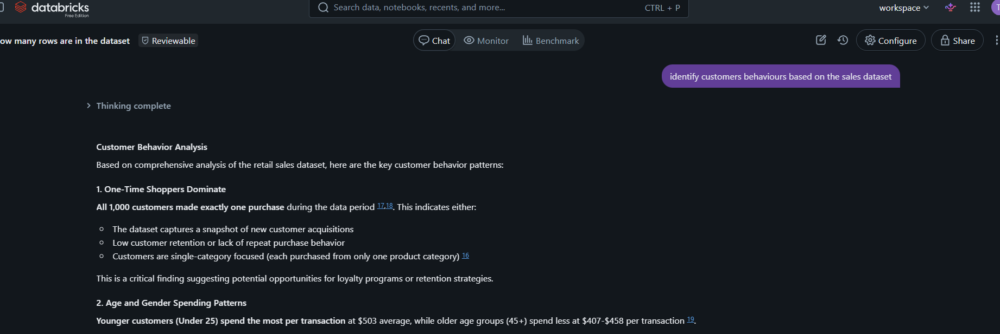 databricks
Free Edition
Search data, notebooks, recents, and more...
CTRL + P
workspace
T
ow many rows are in the dataset
Reviewable
Chat
Monitor
Benchmark
Configure
Share
identify customers behaviours based on the sales dataset
Thinking complete
Customer Behavior Analysis
Based on comprehensive analysis of the retail sales dataset, here are the key customer behavior patterns:
1. One-Time Shoppers Dominate
All 1,000 customers made exactly one purchase during the data period 17,18. This indicates either:
The dataset captures a snapshot of new customer acquisitions
Low customer retention or lack of repeat purchase behavior
Customers are single-category focused (each purchased from only one product category) 16
This is a critical finding suggesting potential opportunities for loyalty programs or retention strategies.
2. Age and Gender Spending Patterns
Younger customers (Under 25) spend the most per transaction at $503 average, while older age groups (45+) spend less at $407-$458 per transaction 19.